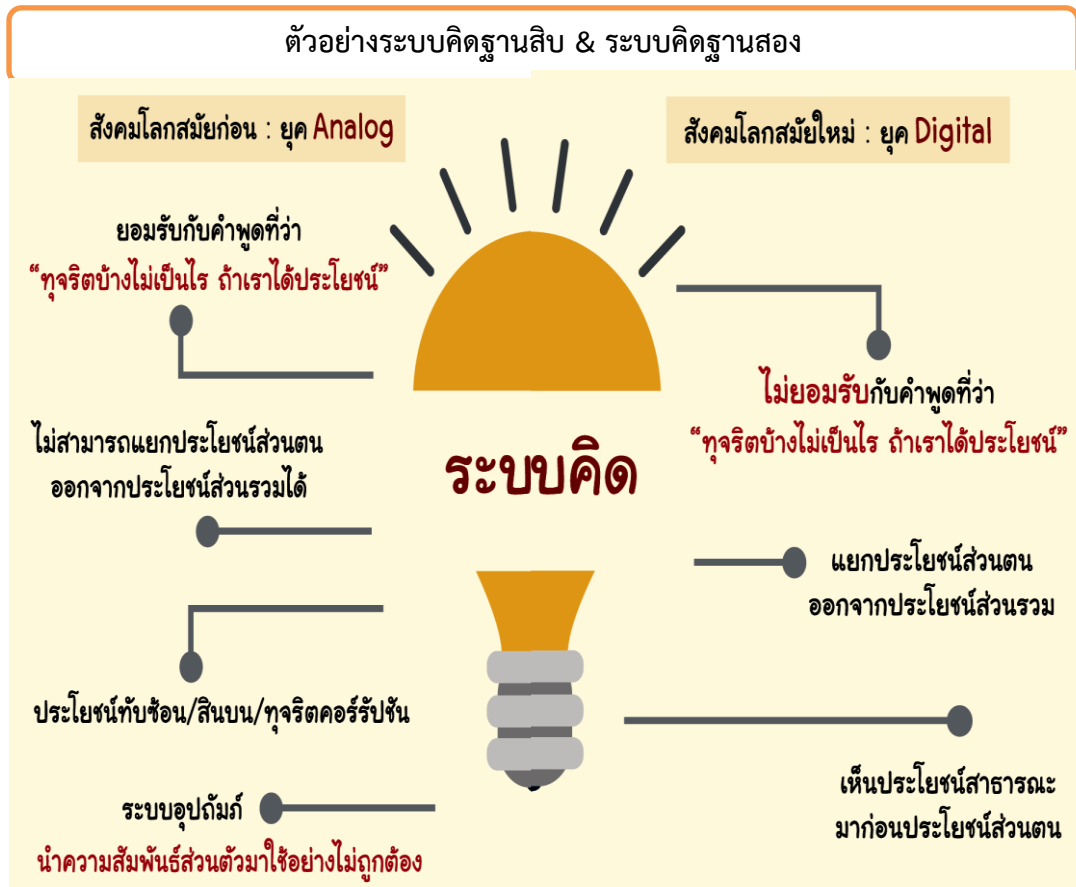 ตัวอย่างระบบคิดฐานสิบ & ระบบคิดฐานสอง
สังคมโลกสมัยก่อน : ยุค Analog
ยอมรับกับคำพูดที่ว่า
“ทุจริตบ้างไม่เป็นไร ถ้าเราได้ประโยชน์”
ไม่สามารถแยกประโยชน์ส่วนตน
ออกจากประโยชน์ส่วนรวมได้
ประโยชน์ทับซ้อน/สินบน/ทุจริตคอร์รัปชัน
ระบบอุปถัมภ์
นำความสัมพันธ์ส่วนตัวมาใช้อย่างไม่ถูกต้อง
ระบบคิด
สังคมโลกสมัยใหม่ : ยุค Digital
ไม่ยอมรับกับคำพูดที่ว่า
“ทุจริตบ้างไม่เป็นไร ถ้าเราได้ประโยชน์”
แยกประโยชน์ส่วนตน
ออกจากประโยชน์ส่วนรวม
เห็นประโยชน์สาธารณะ
มาก่อนประโยชน์ส่วนตน